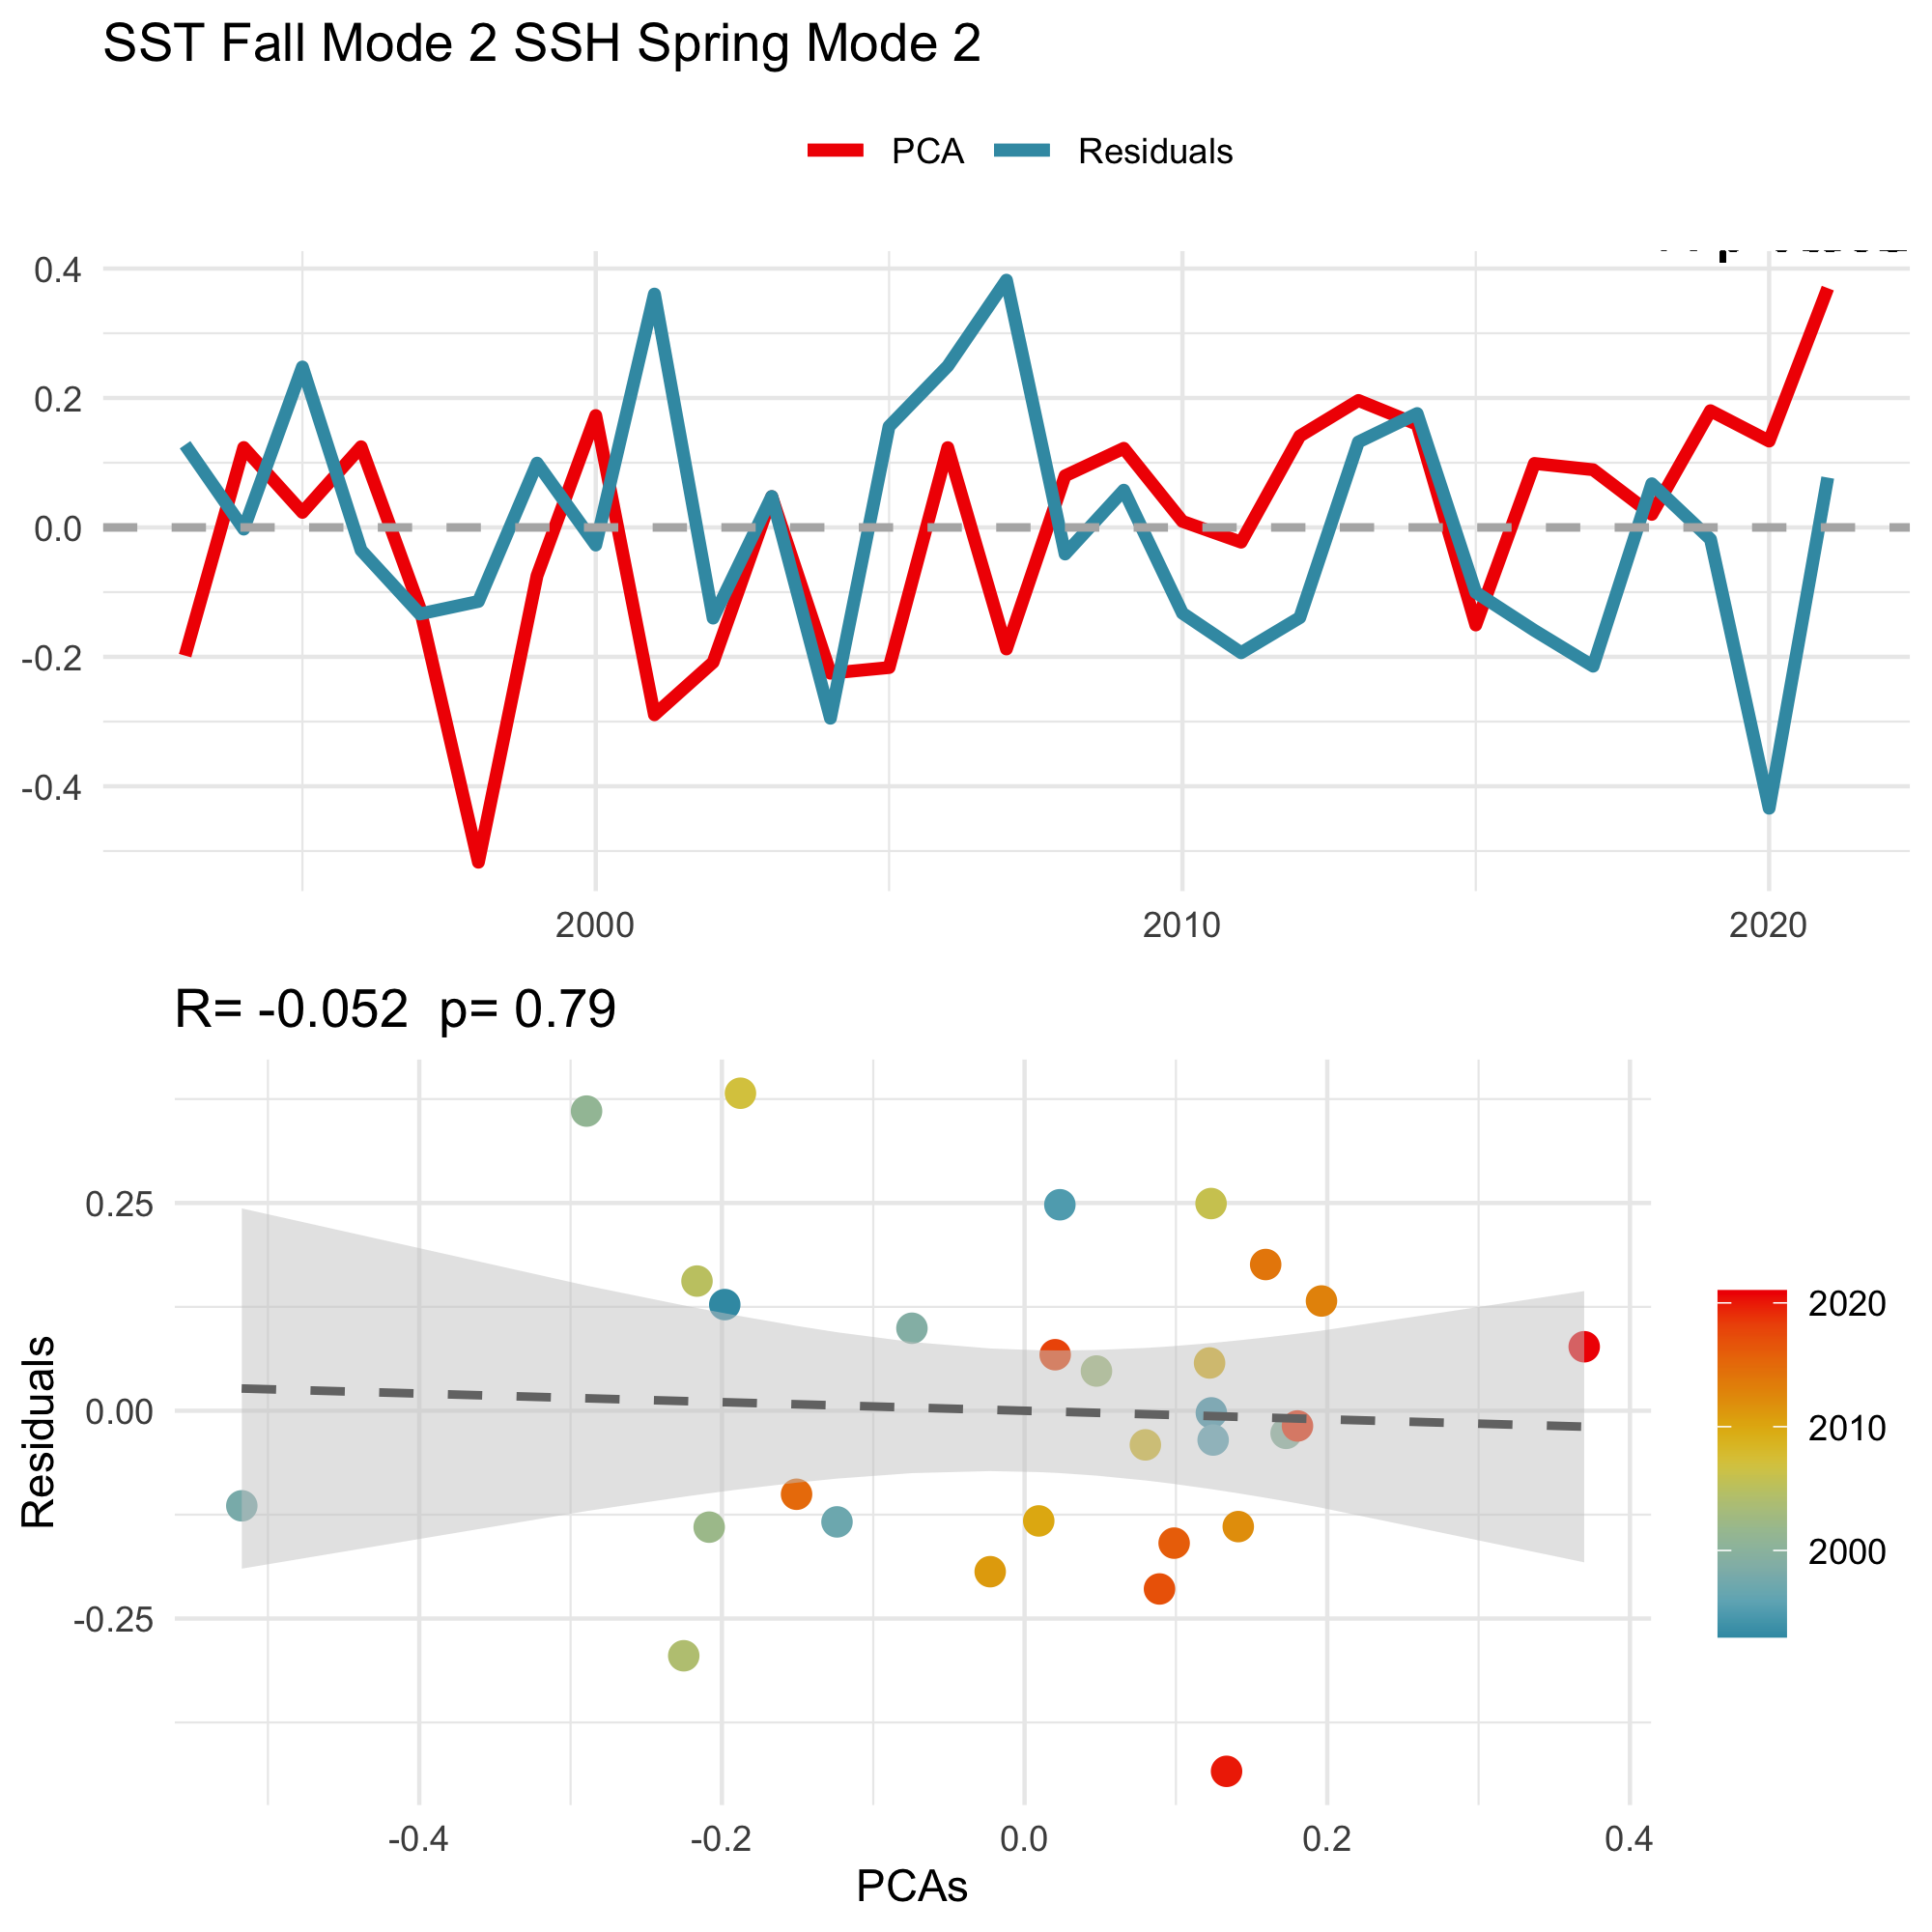 SST Fall Mode 2 SSH Spring Mode 2
PCA Residuals
0.4
0.2
0.0
-0.2
-0.4
2000 2010 2020
R= -0.052 p= 0.79
Residuals
0.25
0.00
-0.25
-0.4 -0.2 0.0 0.2 0.4
PCAs
2020
2010
2000